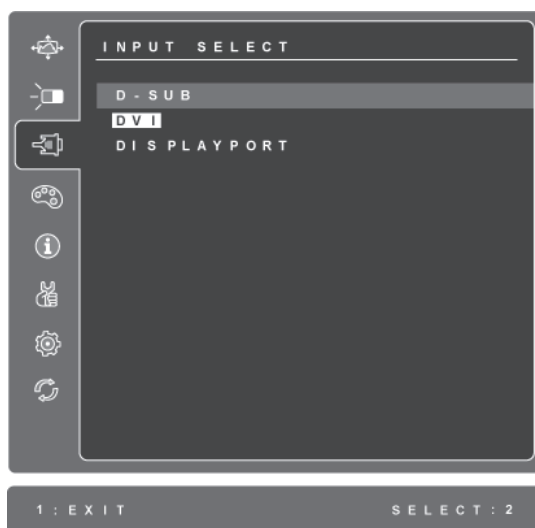 INPUT SELECT
D-SUB
DVI
DISPLAYPORT
1:EXIT SELECT:2